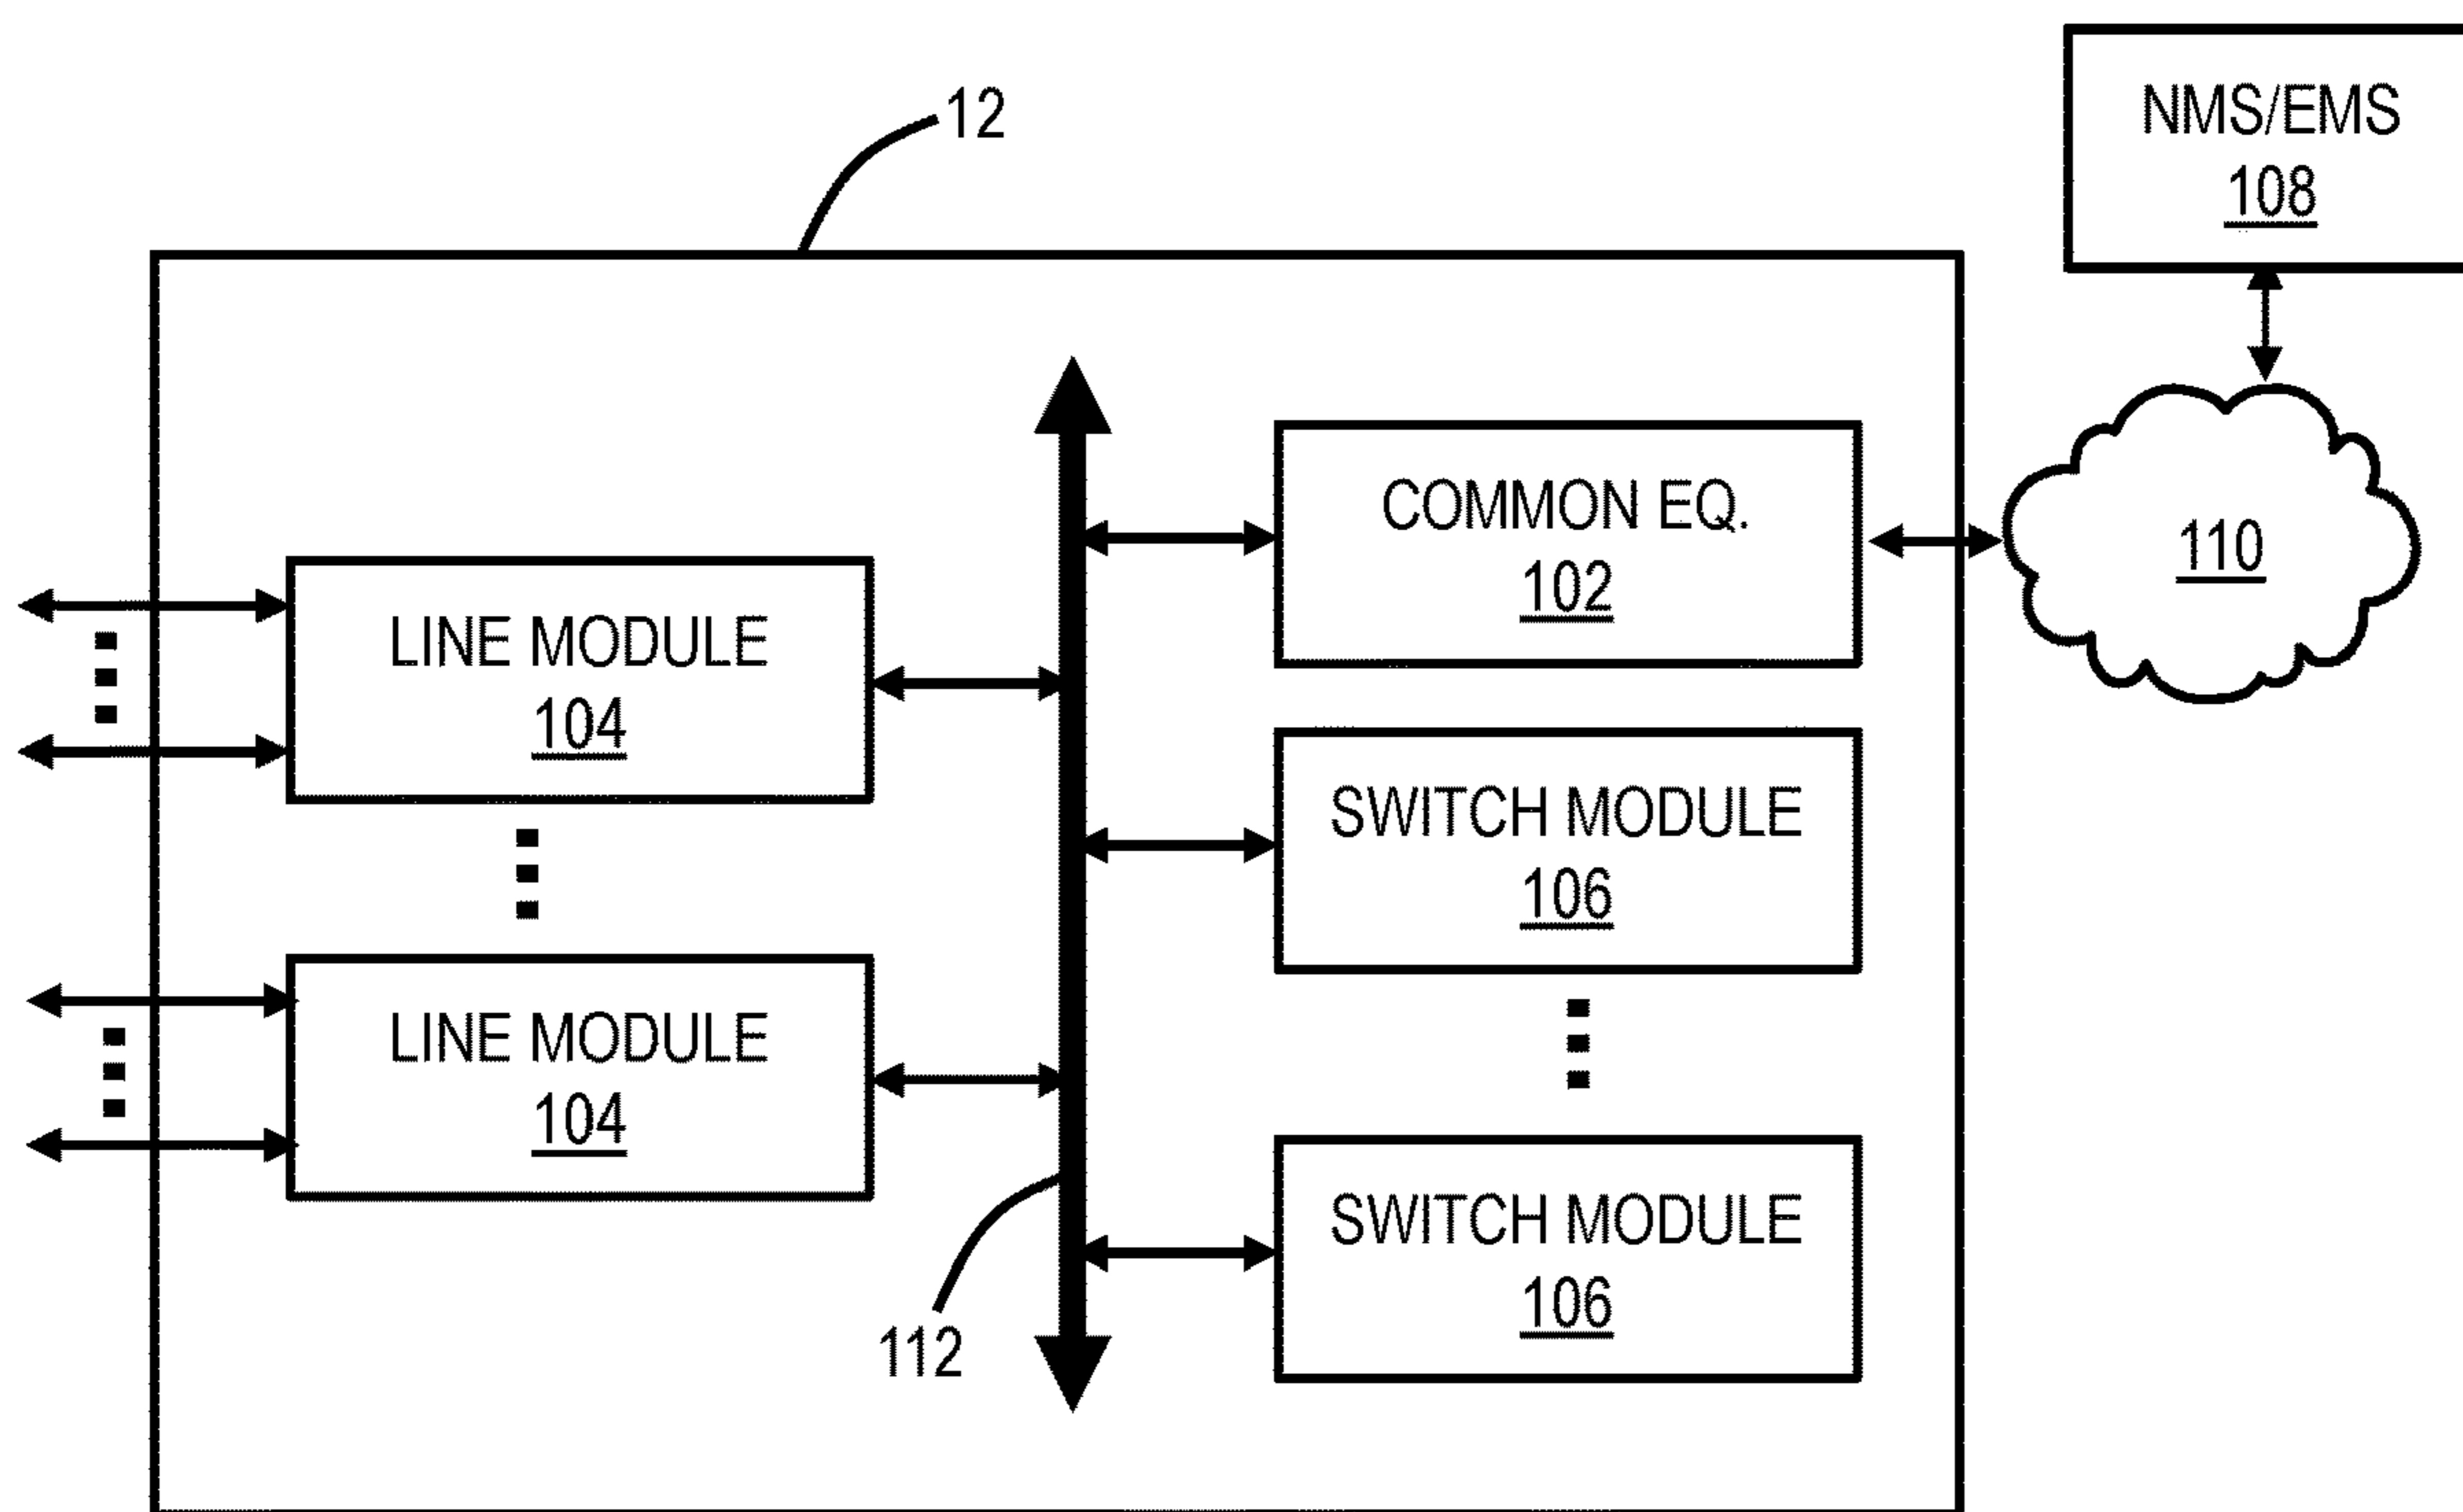 12
NMS/EMS
108
COMMON EQ.
102
110
LINE MODULE
104
SWITCH MODULE
106
LINE MODULE
104
SWITCH MODULE
106
112